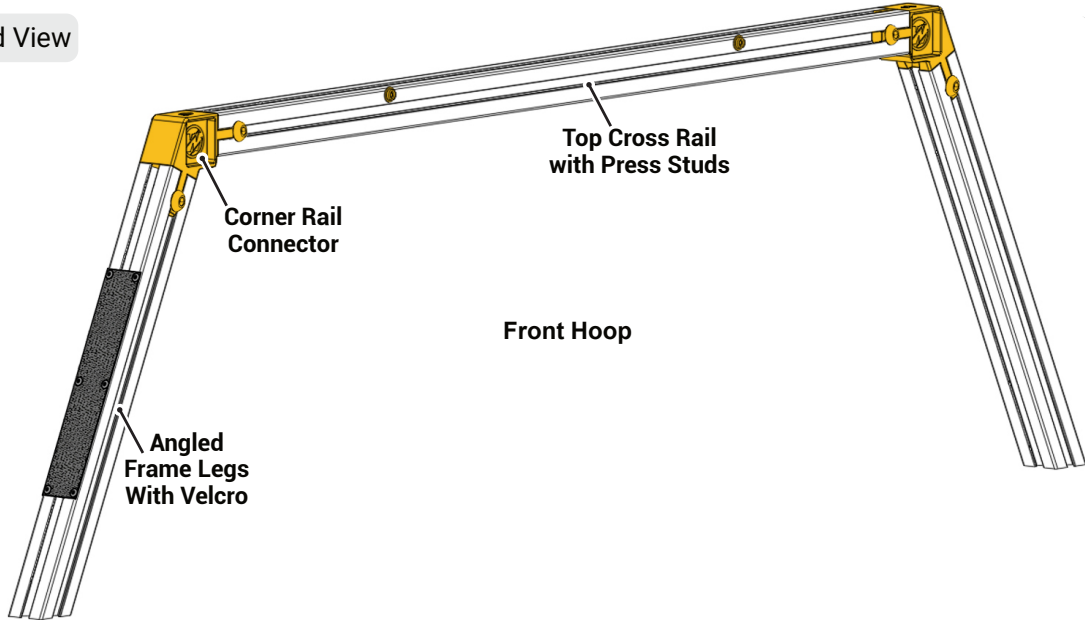 View
Top Cross Rail
with Press Studs
Corner Rail
Connector
Front Hoop
Angled
Frame Legs
With Velcro